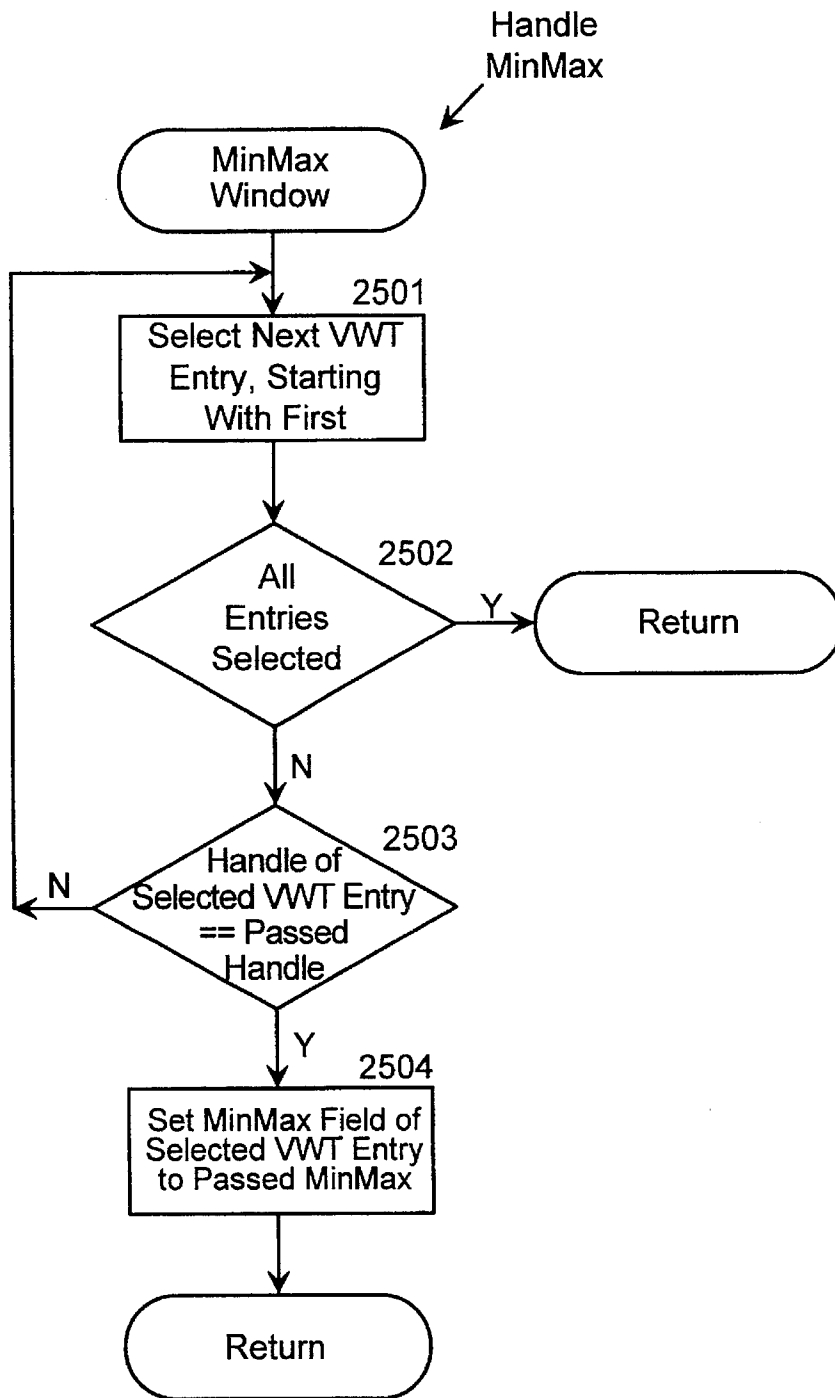 Handle
MinMax
MinMax
Window
2501
Select Next VWT
Entry, Starting
With First
2502
All
Entries
Selected
Y
Return
N
2503
Handle of
Selected VWT Entry
== Passed
Handle
N
Y
2504
Set MinMax Field of
Selected VWT Entry
to Passed MinMax
Return